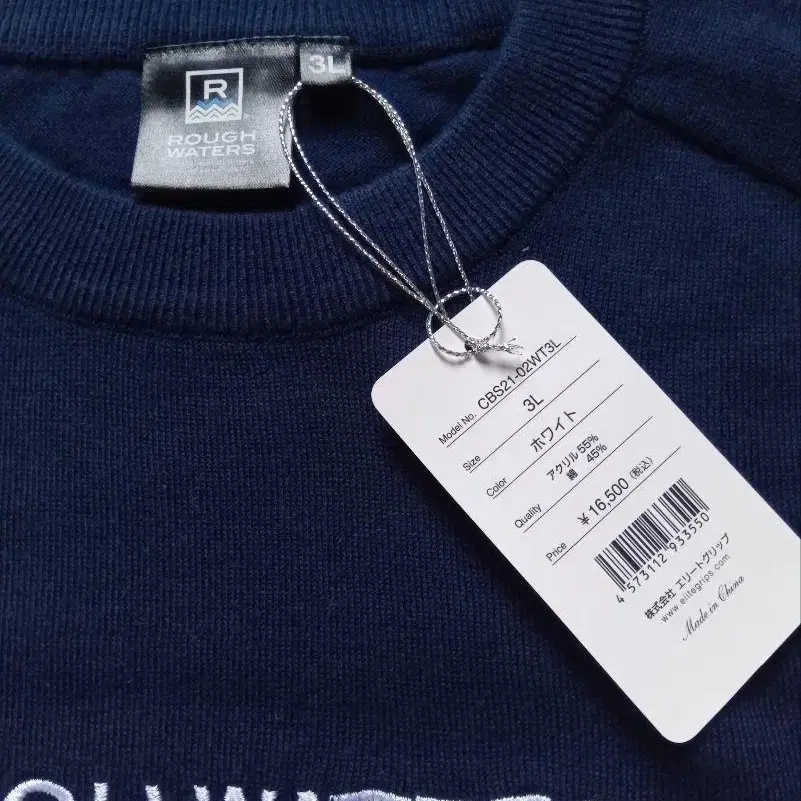 R
ROUGH
WATERS
3L
Model No. CBS21-02WT3L
Size 3L
Color ホワイト
Quality アクリル 55%
綿 45%
Price ¥ 16,500 (税込)
4 573112 933550
株式会社 エリートグリップ
www.elitegrips.com
Made in China